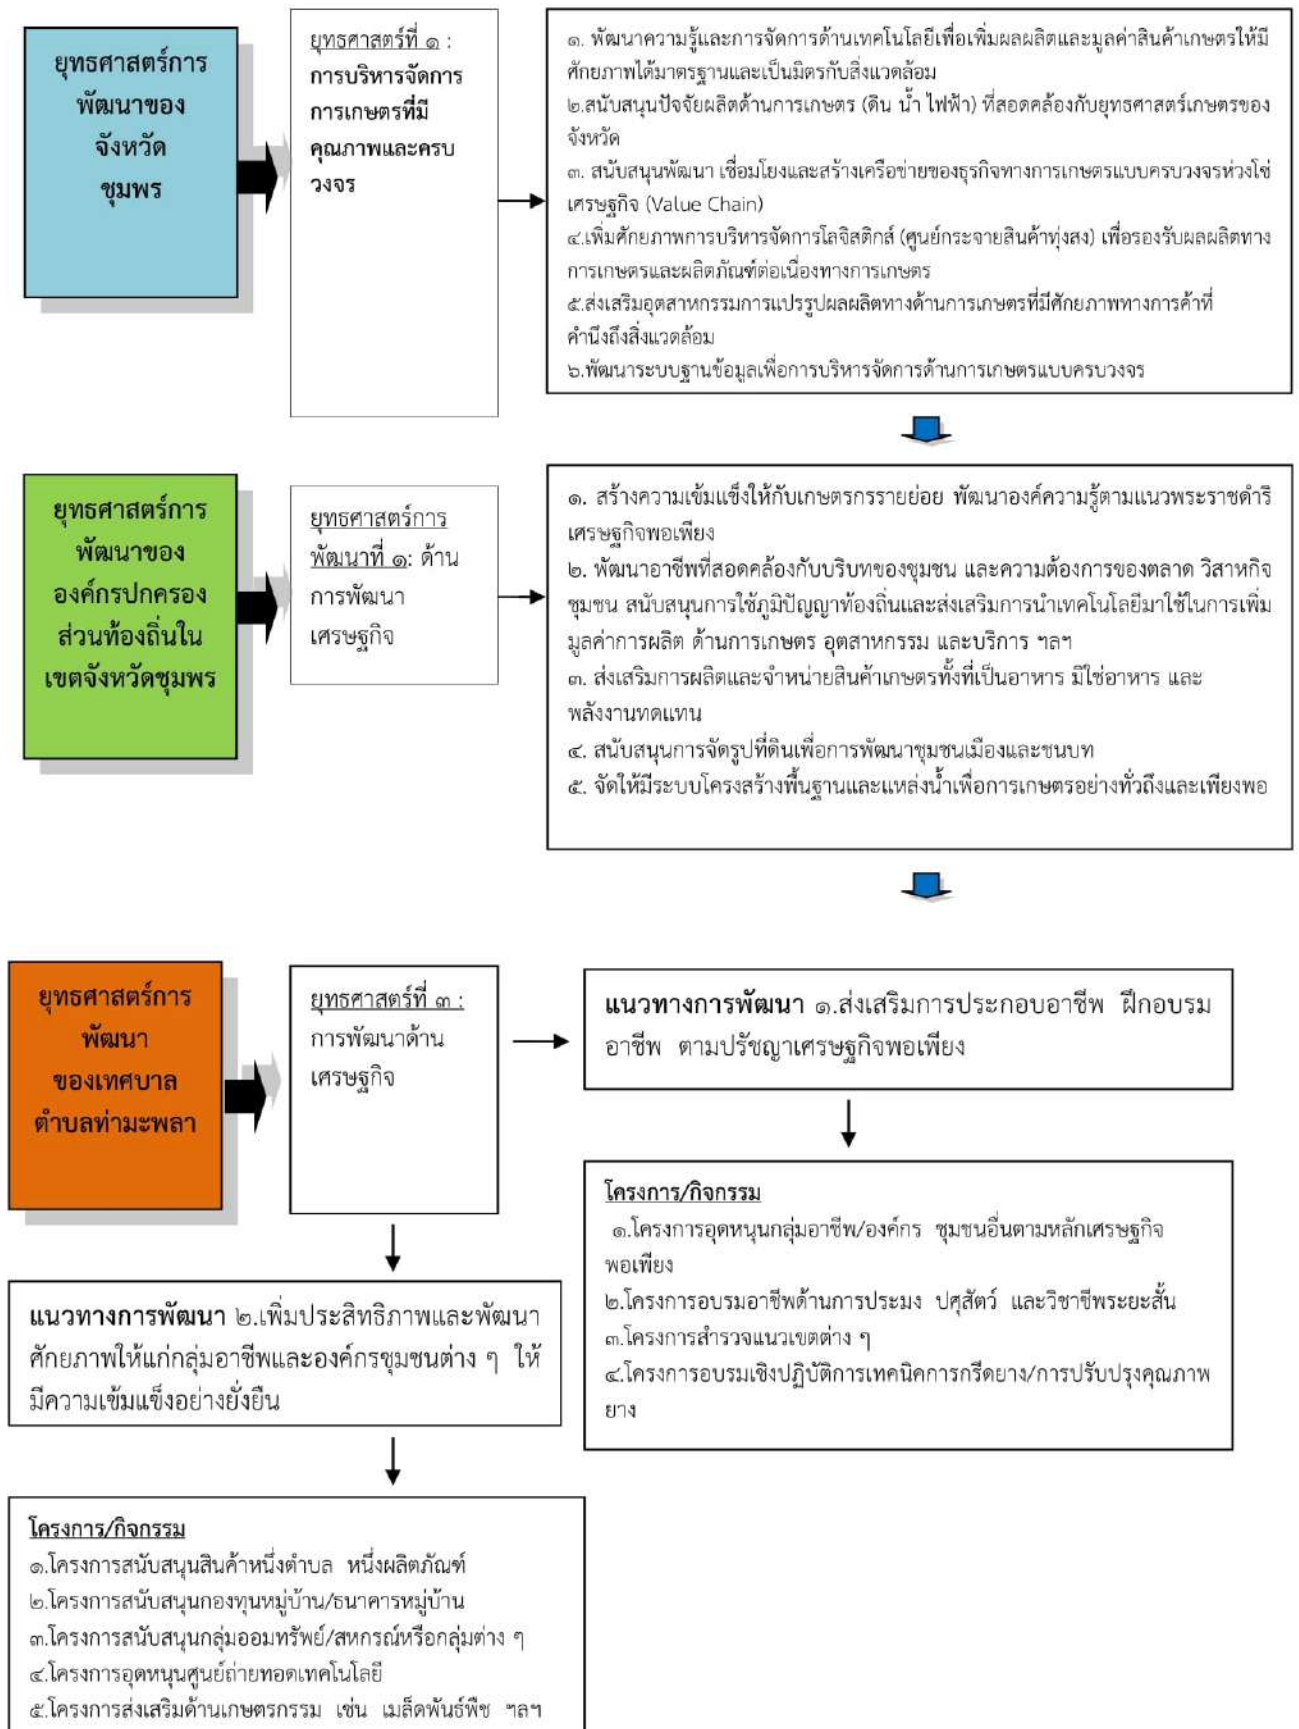 ยุทธศาสตร์การ
พัฒนาของ
จังหวัด
ชุมพร
ยุทธศาสตร์ที่ ๑ :
การบริหารจัดการ
การเกษตรที่มี
คุณภาพและครบ
วงจร
๑. พัฒนาความรู้และการจัดการด้านเทคโนโลยีเพื่อเพิ่มผลผลิตและมูลค่าสินค้าเกษตรให้มี
ศักยภาพได้มาตรฐานและเป็นมิตรกับสิ่งแวดล้อม
๒.สนับสนุนปัจจัยผลิตด้านการเกษตร (ดิน น้ำ ไฟฟ้า) ที่สอดคล้องกับยุทธศาสตร์เกษตรของ
จังหวัด
๓. สนับสนุนพัฒนา เชื่อมโยงและสร้างเครือข่ายของธุรกิจทางการเกษตรแบบครบวงจรห่วงโซ่
เศรษฐกิจ (Value Chain)
๔.เพิ่มศักยภาพการบริหารจัดการโลจิสติกส์ (ศูนย์กระจายสินค้าทุ่งสง) เพื่อรองรับผลผลิตทาง
การเกษตรและผลิตภัณฑ์ต่อเนื่องทางการเกษตร
๕.ส่งเสริมอุตสาหกรรมการแปรรูปผลผลิตทางด้านการเกษตรที่มีศักยภาพทางการค้าที่
คำนึงถึงสิ่งแวดล้อม
๖.พัฒนาระบบฐานข้อมูลเพื่อการบริหารจัดการด้านการเกษตรแบบครบวงจร
ยุทธศาสตร์การ
พัฒนาของ
องค์กรปกครอง
ส่วนท้องถิ่นใน
เขตจังหวัดชุมพร
ยุทธศาสตร์การ
พัฒนาที่ ๑: ด้าน
การพัฒนา
เศรษฐกิจ
๑. สร้างความเข้มแข็งให้กับเกษตรกรรายย่อย พัฒนาองค์ความรู้ตามแนวพระราชดำริ
เศรษฐกิจพอเพียง
๒. พัฒนาอาชีพที่สอดคล้องกับบริบทของชุมชน และความต้องการของตลาด วิสาหกิจ
ชุมชน สนับสนุนการใช้ภูมิปัญญาท้องถิ่นและส่งเสริมการนำเทคโนโลยีมาใช้ในการเพิ่ม
มูลค่าการผลิต ด้านการเกษตร อุตสาหกรรม และบริการ ฯลฯ
๓. ส่งเสริมการผลิตและจำหน่ายสินค้าเกษตรทั้งที่เป็นอาหาร มิใช่อาหาร และ
พลังงานทดแทน
๔. สนับสนุนการจัดรูปที่ดินเพื่อการพัฒนาชุมชนเมืองและชนบท
๕. จัดให้มีระบบโครงสร้างพื้นฐานและแหล่งน้ำเพื่อการเกษตรอย่างทั่วถึงและเพียงพอ
ยุทธศาสตร์การ
พัฒนา
ของเทศบาล
ตำบลท่ามะพลา
ยุทธศาสตร์ที่ ๓ :
การพัฒนาด้าน
เศรษฐกิจ
แนวทางการพัฒนา ๑.ส่งเสริมการประกอบอาชีพ ฝึกอบรม
อาชีพ ตามปรัชญาเศรษฐกิจพอเพียง
โครงการ/กิจกรรม
๑.โครงการอุดหนุนกลุ่มอาชีพ/องค์กร ชุมชนอื่นตามหลักเศรษฐกิจ
พอเพียง
๒.โครงการอบรมอาชีพด้านการประมง ปศุสัตว์ และวิชาชีพระยะสั้น
๓.โครงการสำรวจแนวเขตต่าง ๆ
๔.โครงการอบรมเชิงปฏิบัติการเทคนิคการกรีดยาง/การปรับปรุงคุณภาพ
ยาง
แนวทางการพัฒนา ๒.เพิ่มประสิทธิภาพและพัฒนา
ศักยภาพให้แก่กลุ่มอาชีพและองค์กรชุมชนต่าง ๆ ให้
มีความเข้มแข็งอย่างยั่งยืน
โครงการ/กิจกรรม
๑.โครงการสนับสนุนสินค้าหนึ่งตำบล หนึ่งผลิตภัณฑ์
๒.โครงการสนับสนุนกองทุนหมู่บ้าน/ธนาคารหมู่บ้าน
๓.โครงการสนับสนุนกลุ่มออมทรัพย์/สหกรณ์หรือกลุ่มต่าง ๆ
๔.โครงการอุดหนุนศูนย์ถ่ายทอดเทคโนโลยี
๕.โครงการส่งเสริมด้านเกษตรกรรม เช่น เมล็ดพันธ์พืช ฯลฯ